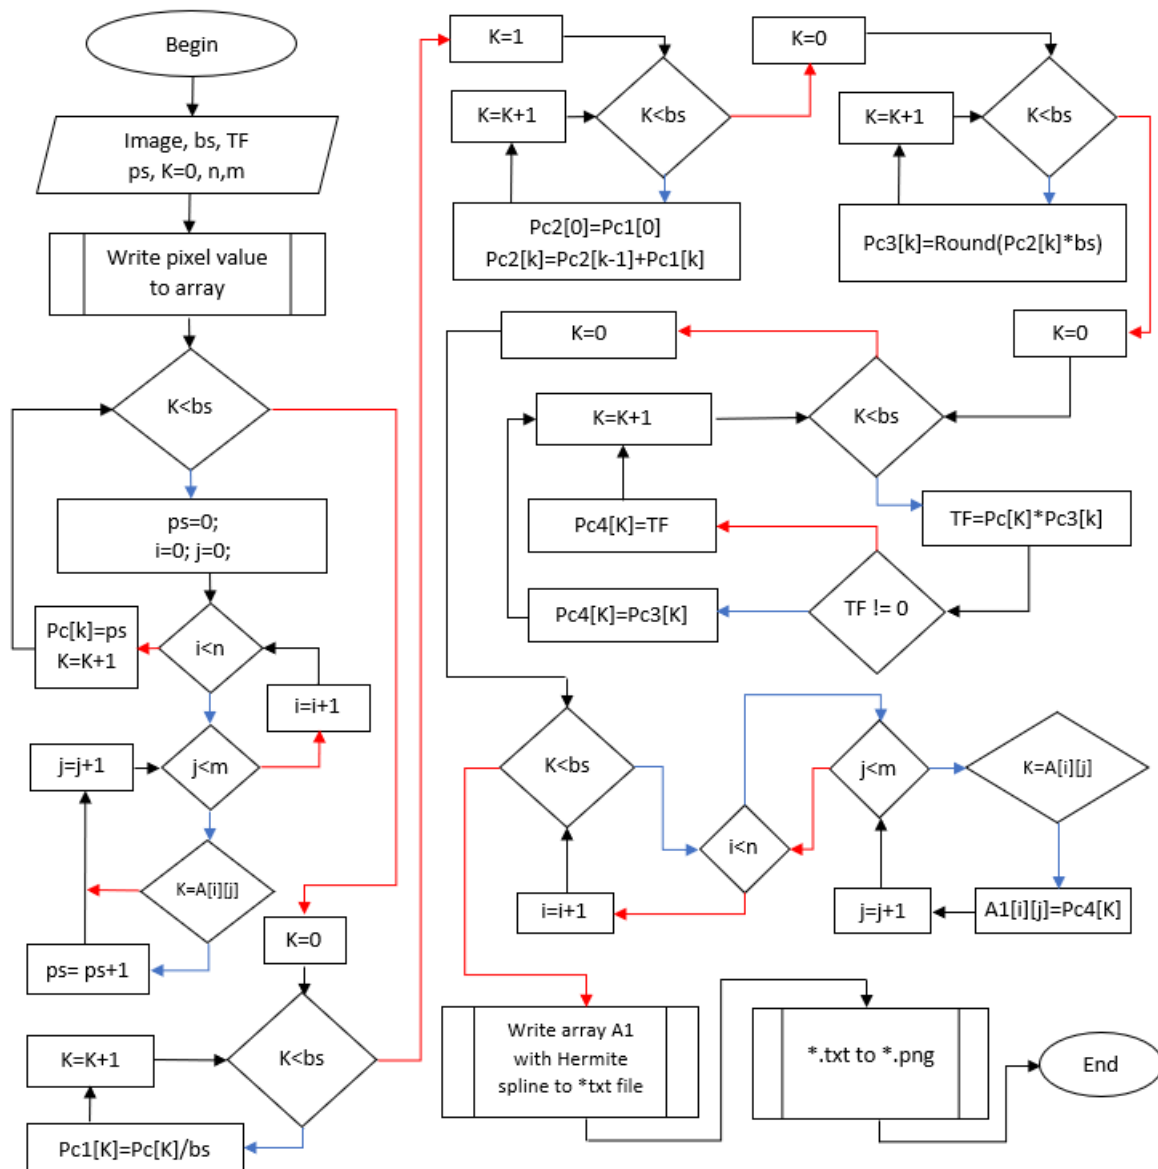 Begin
Image, bs, TF
ps, K=0, n,m
Write pixel value
to array
K<bs
ps=0;
i=0; j=0;
Pc[k]=ps
K=K+1
i<n
i=i+1
j=j+1
j<m
K=A[i][j]
ps= ps+1
K=0
K<bs
K=K+1
Pc1[K]=Pc[K]/bs
K=1
K<bs
K=K+1
Pc2[0]=Pc1[0]
Pc2[k]=Pc2[k-1]+Pc1[k]
K=0
K<bs
K=K+1
Pc3[k]=Round(Pc2[k]*bs)
K=0
K<bs
K=0
K=K+1
TF=Pc[K]*Pc3[k]
Pc4[K]=TF
TF != 0
Pc4[K]=Pc3[K]
K<bs
i<n
i=i+1
j<m
K=A[i][j]
j=j+1
A1[i][j]=Pc4[K]
Write array A1
with Hermite
spline to *txt file
*.txt to *.png
End